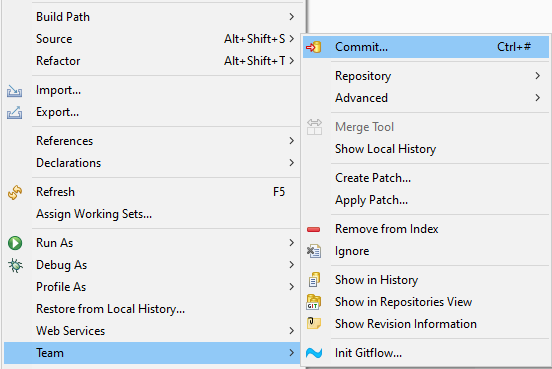 Build Path
Source Alt+Shift+S
Refactor Alt+Shift+T
Import...
Export...
References
Declarations
Refresh F5
Assign Working Sets...
Run As
Debug As
Profile As
Restore from Local History...
Web Services
Team
Commit... Ctrl+#
Repository
Advanced
Merge Tool
Show Local History
Create Patch...
Apply Patch...
Remove from Index
Ignore
Show in History
GIT Show in Repositories View
Show Revision Information
Init Gitflow...